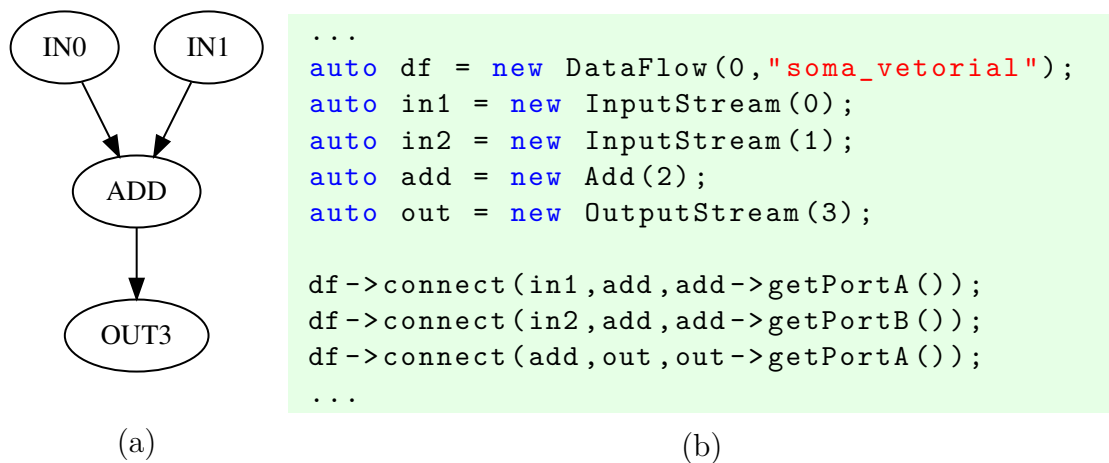 IN0 IN1
ADD
OUT3
(a)
...
auto df = new DataFlow(0,"soma_vetorial");
auto in1 = new InputStream(0);
auto in2 = new InputStream(1);
auto add = new Add(2);
auto out = new OutputStream(3);
df->connect(in1,add,add->getPortA());
df->connect(in2,add,add->getPortB());
df->connect(add,out,out->getPortA());
...
(b)